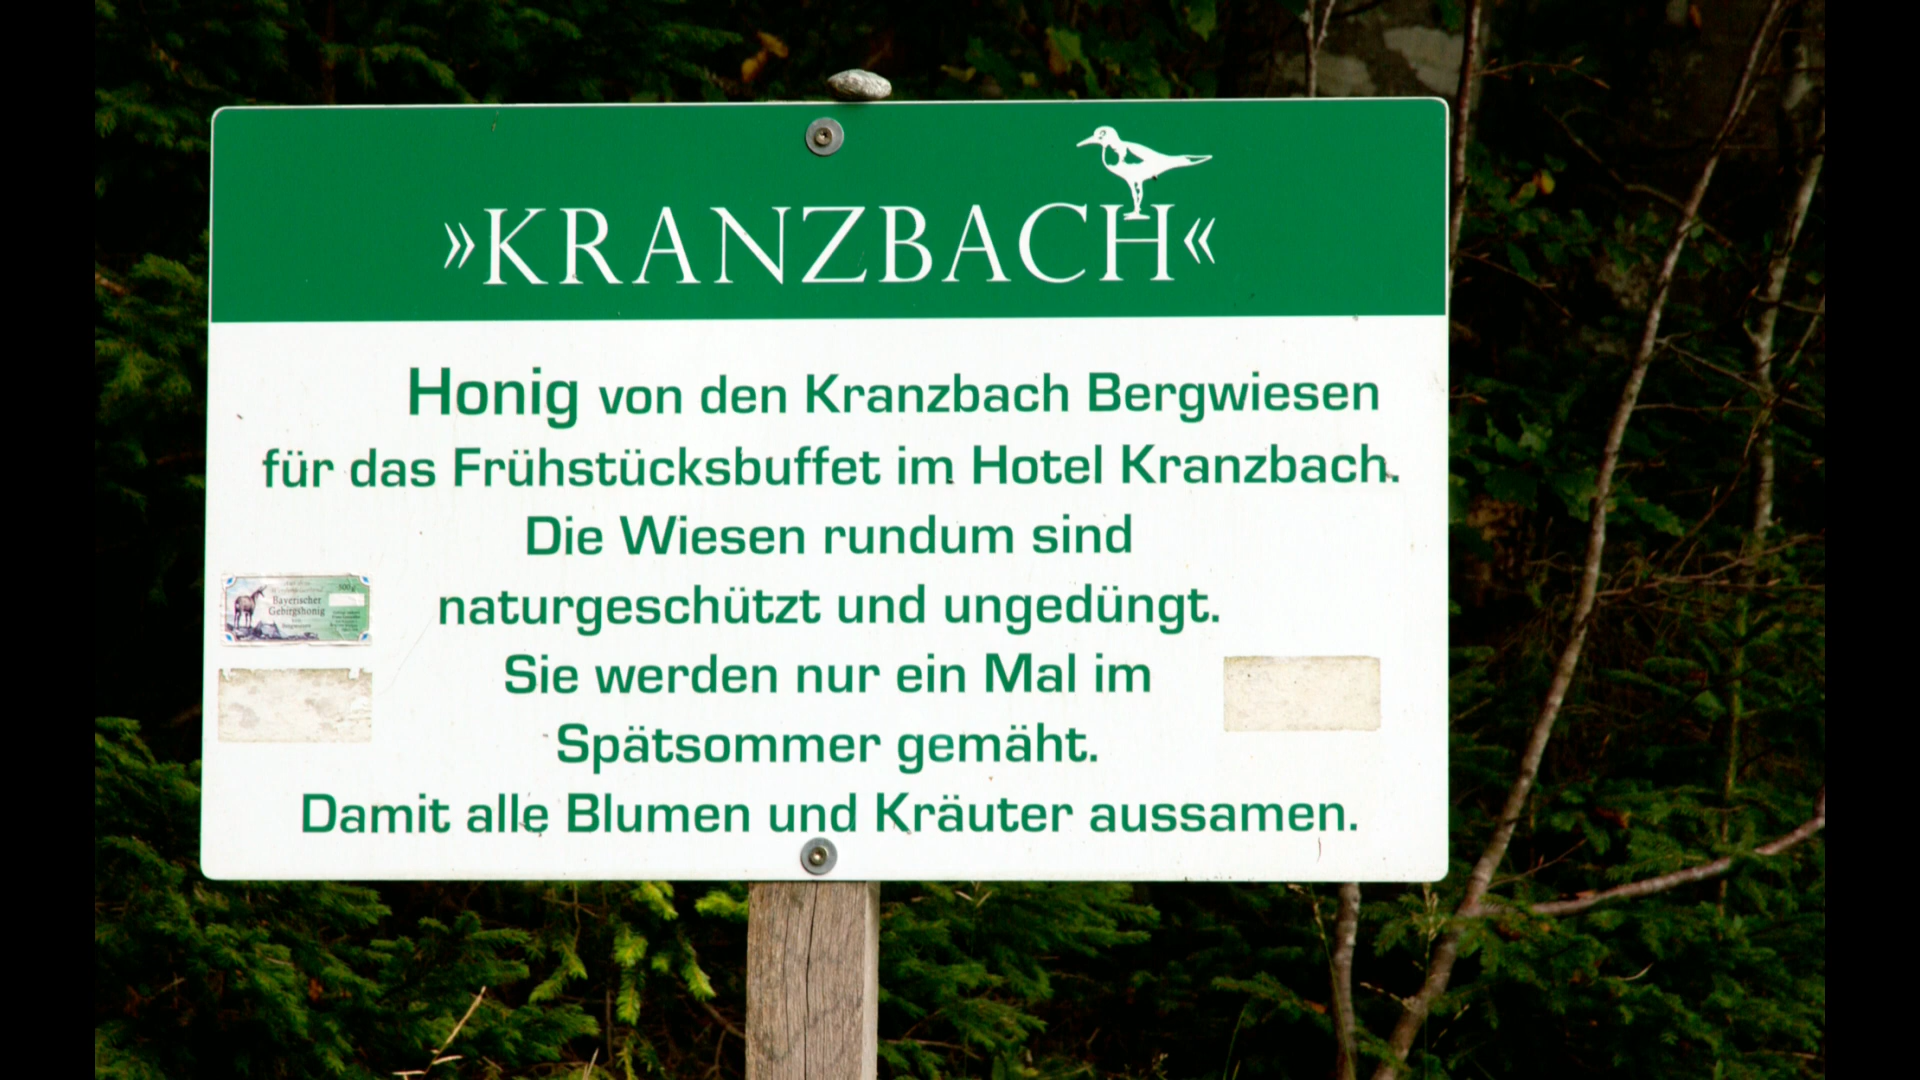 »KRANZBACH«
Honig von den Kranzbach Bergwiesen
für das Frühstücksbuffet im Hotel Kranzbach.
Die Wiesen rundum sind
naturgeschützt und ungedüngt.
Sie werden nur ein Mal im
Spätsommer gemäht.
Damit alle Blumen und Kräuter aussamen.
500g
Bayerischer
Gebirgshonig